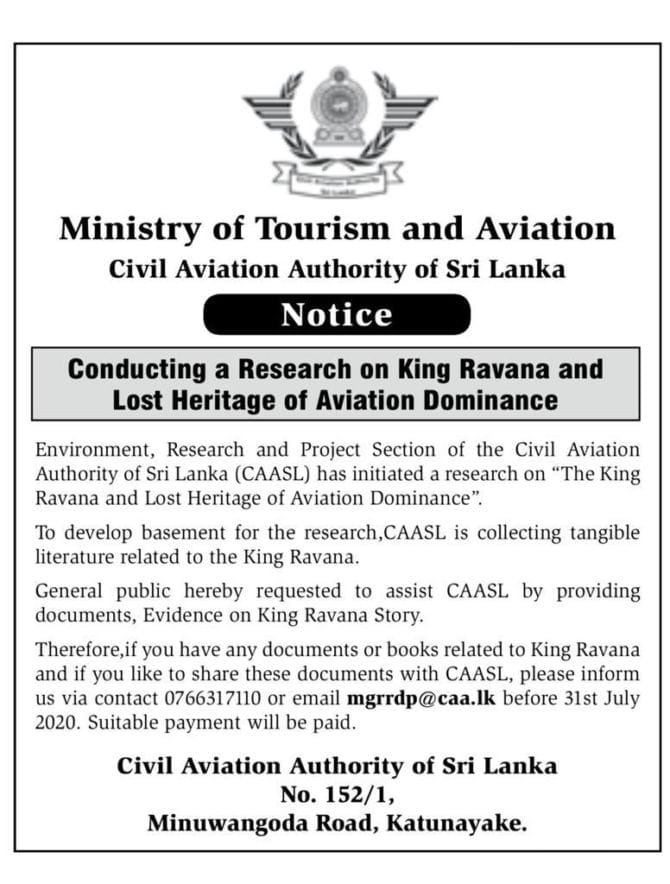 Civil Aviation Authority
Sri Lanka
Ministry of Tourism and Aviation
Civil Aviation Authority of Sri Lanka
Notice
Conducting a Research on King Ravana and
Lost Heritage of Aviation Dominance
Environment, Research and Project Section of the Civil Aviation
Authority of Sri Lanka (CAASL) has initiated a research on “The King
Ravana and Lost Heritage of Aviation Dominance”.
To develop basement for the research,CAASL is collecting tangible
literature related to the King Ravana.
General public hereby requested to assist CAASL by providing
documents, Evidence on King Ravana Story.
Therefore,if you have any documents or books related to King Ravana
and if you like to share these documents with CAASL, please inform
us via contact 0766317110 or email mgrrdp@caa.lk before 31st July
2020. Suitable payment will be paid.
Civil Aviation Authority of Sri Lanka
No. 152/1,
Minuwangoda Road, Katunayake.